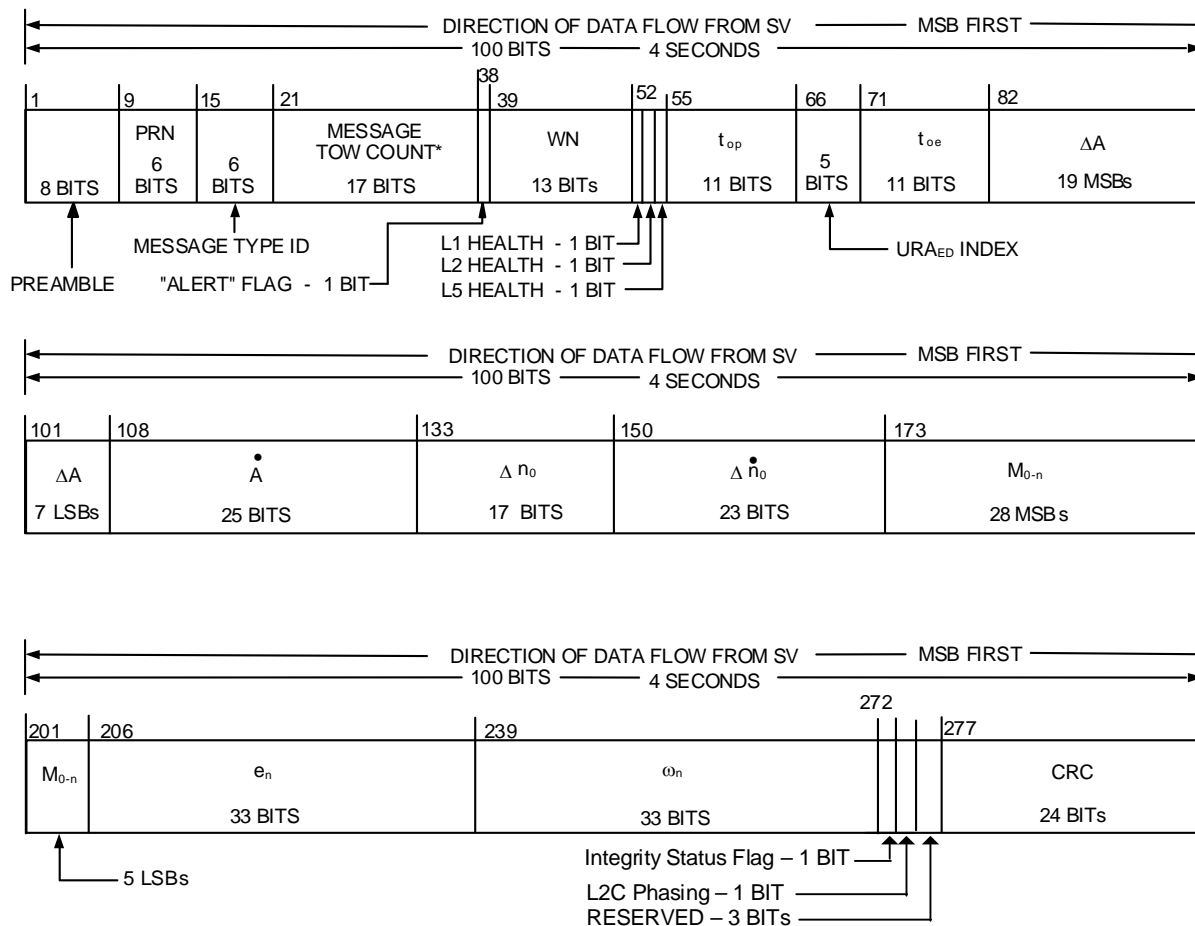 DIRECTION OF DATA FLOW FROM SV MSB FIRST
100 BITS 4 SECONDS
38
1 9 15 21 39 52 55 66 71 82
PRN MESSAGE WN top toe ΔA
TOW COUNT*
6 6 5
8 BITS BITS BITS 17 BITS 13 BITs 11 BITS BITS 11 BITS 19 MSBs
MESSAGE TYPE ID L1 HEALTH - 1 BIT URAED INDEX
L2 HEALTH - 1 BIT
PREAMBLE "ALERT" FLAG - 1 BIT L5 HEALTH - 1 BIT
DIRECTION OF DATA FLOW FROM SV MSB FIRST
100 BITS 4 SECONDS
101 108 133 150 173
ΔA Ȧ Δ n0 Δ ṅ0 M0-n
7 LSBs 25 BITS 17 BITS 23 BITS 28 MSBs
DIRECTION OF DATA FLOW FROM SV MSB FIRST
100 BITS 4 SECONDS
272
201 206 239 277
M0-n en ωn CRC
33 BITS 33 BITS 24 BITs
Integrity Status Flag – 1 BIT
5 LSBs
L2C Phasing – 1 BIT
RESERVED – 3 BITs